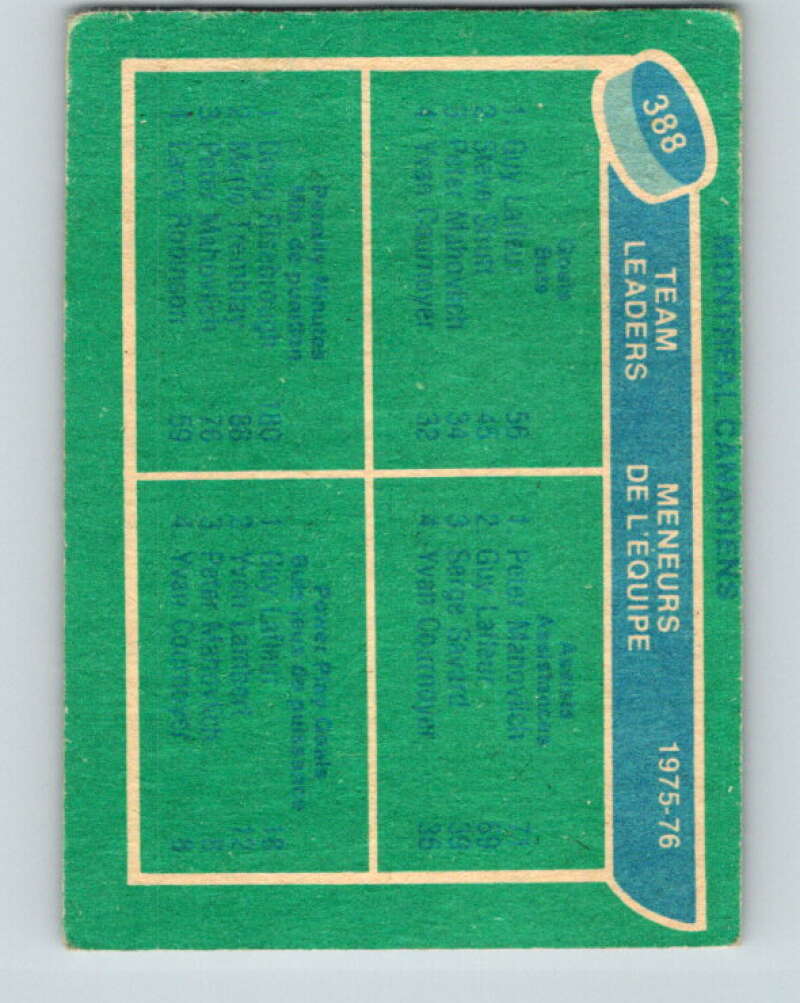 388
MONTREAL CANADIENS
TEAM LEADERS
MENEURS DE L'ÉQUIPE
1975-76
Goals
Buts
1 Guy Lafleur 56
2 Steve Shutt 45
3 Pete Mahovlich 34
4 Yvan Cournoyer 32
Assists
Assistances
1 Peter Mahovlich 71
2 Guy Lafleur 69
3 Serge Savard 39
4 Yvan Cournoyer 36
Penalty Minutes
Min. de punition
1 Doug Risebrough 180
2 Mario Tremblay 88
3 Peter Mahovlich 76
4 Larry Robinson 59
Power Play Goals
Buts jeux de puissance
1 Guy Lafleur 18
2 Yvon Lambert 12
3 Peter Mahovlich 8
4 Yvan Cournoyer 8